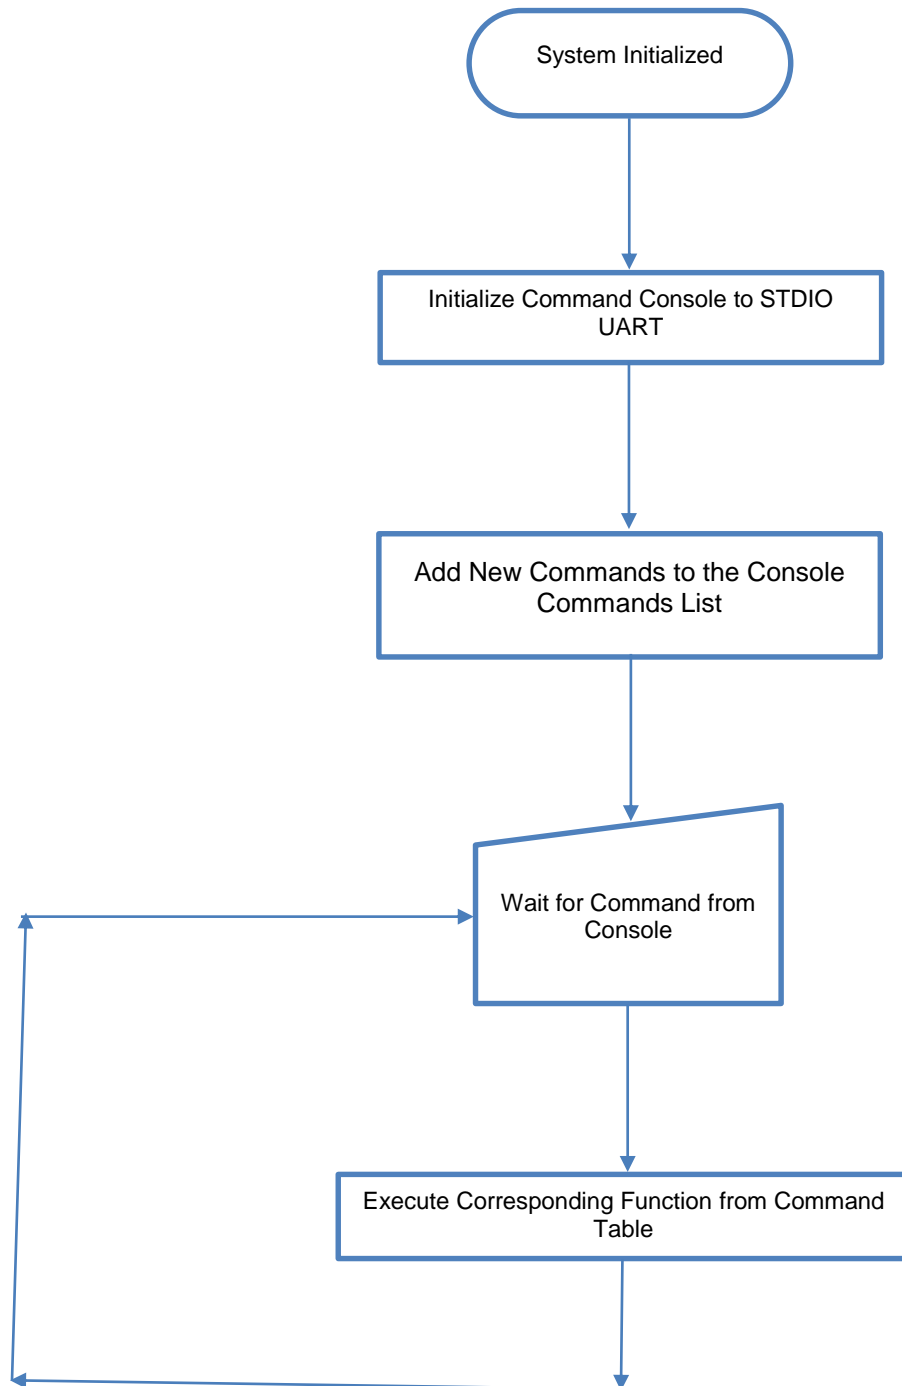 System Initialized
Initialize Command Console to STDIO
UART
Add New Commands to the Console
Commands List
Wait for Command from
Console
Execute Corresponding Function from Command
Table